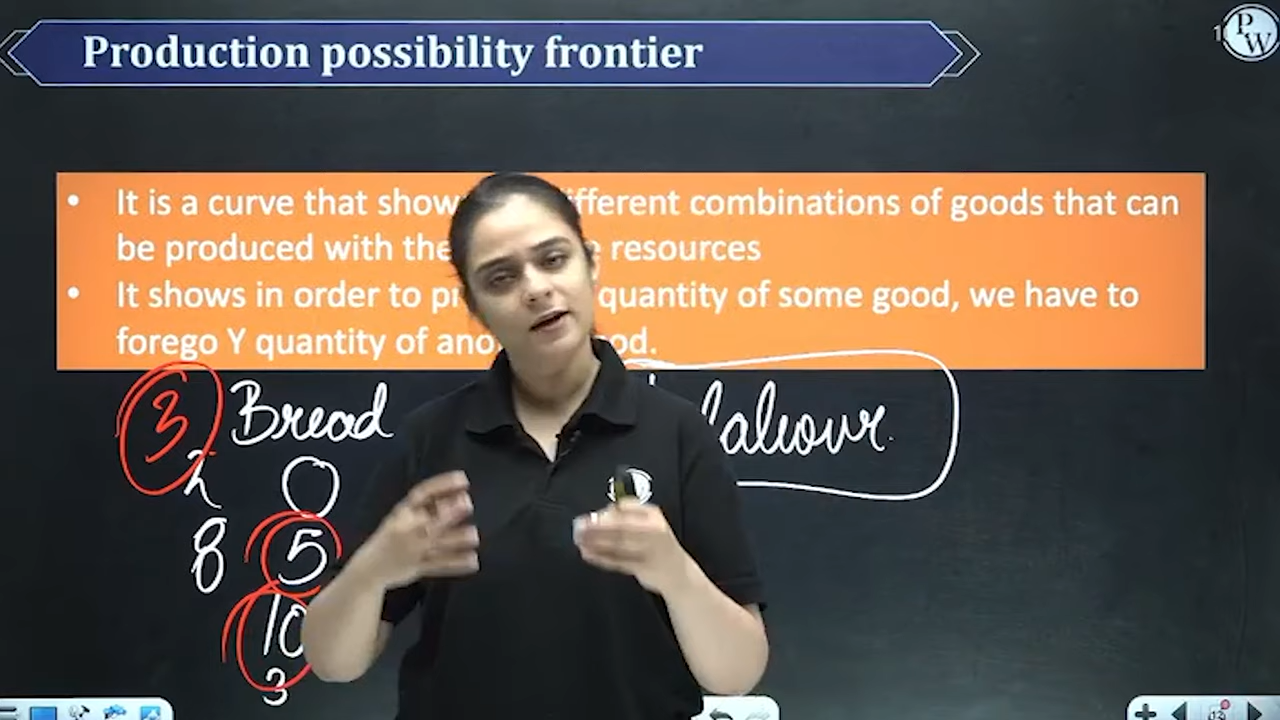 Production possibility frontier
PW
• It is a curve that show ifferent combinations of goods that can
be produced with the resources
• It shows in order to pr quantity of some good, we have to
forego Y quantity of ano od.
3 Bread labour.
2 0
8 5
10
3